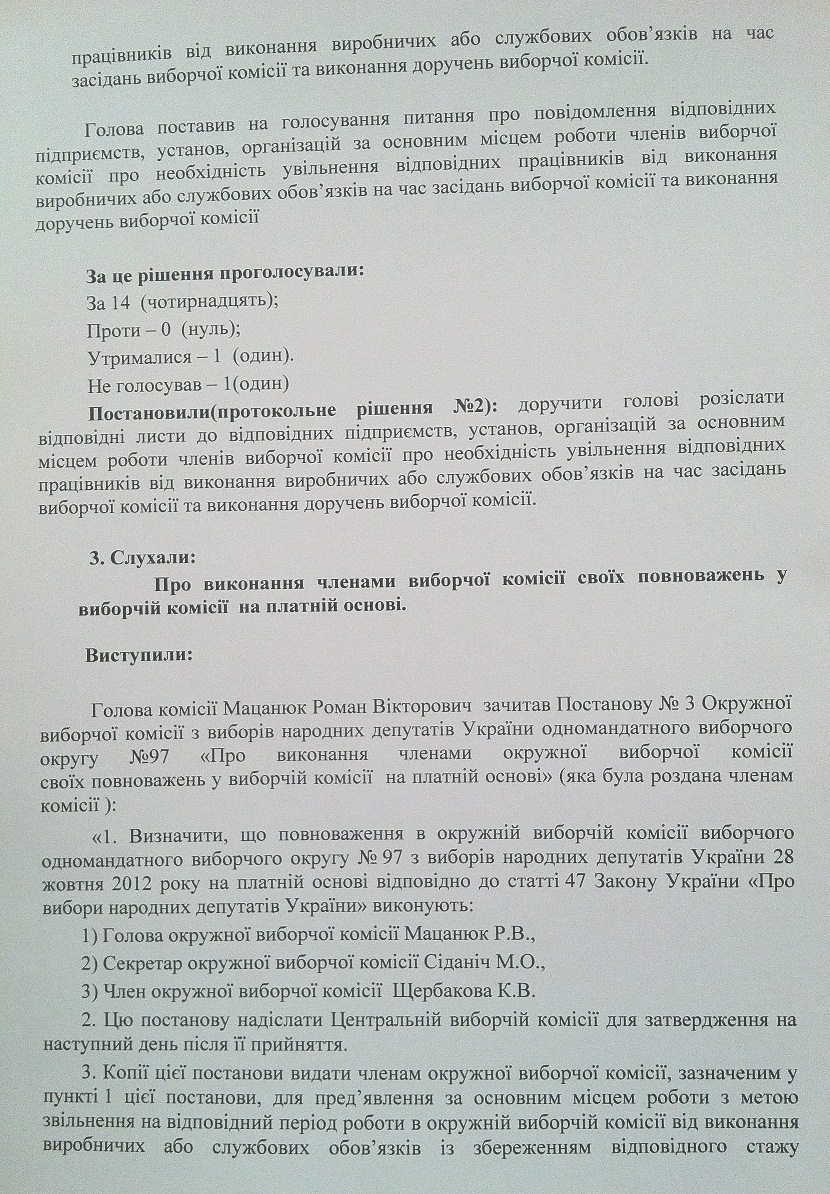 працівників від виконання виробничих або службових обов’язків на час
засідань виборчої комісії та виконання доручень виборчої комісії.
Голова поставив на голосування питання про повідомлення відповідних
підприємств, установ, організацій за основним місцем роботи членів виборчої
комісії про необхідність увільнення відповідних працівників від виконання
виробничих або службових обов’язків на час засідань виборчої комісії та виконання
доручень виборчої комісії
За це рішення проголосували:
За 14 (чотирнадцять);
Проти – 0 (нуль);
Утрималися – 1 (один).
Не голосував – 1(один)
Постановили(протокольне рішення №2): доручити голові розіслати
відповідні листи до відповідних підприємств, установ, організацій за основним
місцем роботи членів виборчої комісії про необхідність увільнення відповідних
працівників від виконання виробничих або службових обов’язків на час засідань
виборчої комісії та виконання доручень виборчої комісії.
3. Слухали:
Про виконання членами виборчої комісії своїх повноважень у
виборчій комісії на платній основі.
Виступили:
Голова комісії Мацанюк Роман Вікторович зачитав Постанову № 3 Окружної
виборчої комісії з виборів народних депутатів України одномандатного виборчого
округу №97 «Про виконання членами окружної виборчої комісії
своїх повноважень у виборчій комісії на платній основі» (яка була роздана членам
комісії ):
«1. Визначити, що повноваження в окружній виборчій комісії виборчого
одномандатного виборчого округу № 97 з виборів народних депутатів України 28
жовтня 2012 року на платній основі відповідно до статті 47 Закону України «Про
вибори народних депутатів України» виконують:
1) Голова окружної виборчої комісії Мацанюк Р.В.,
2) Секретар окружної виборчої комісії Сіданіч М.О.,
3) Член окружної виборчої комісії Щербакова К.В.
2. Цю постанову надіслати Центральній виборчій комісії для затвердження на
наступний день після її прийняття.
3. Копії цієї постанови видати членам окружної виборчої комісії, зазначеним у
пункті 1 цієї постанови, для пред’явлення за основним місцем роботи з метою
звільнення на відповідний період роботи в окружній виборчій комісії від виконання
виробничих або службових обов’язків із збереженням відповідного стажу